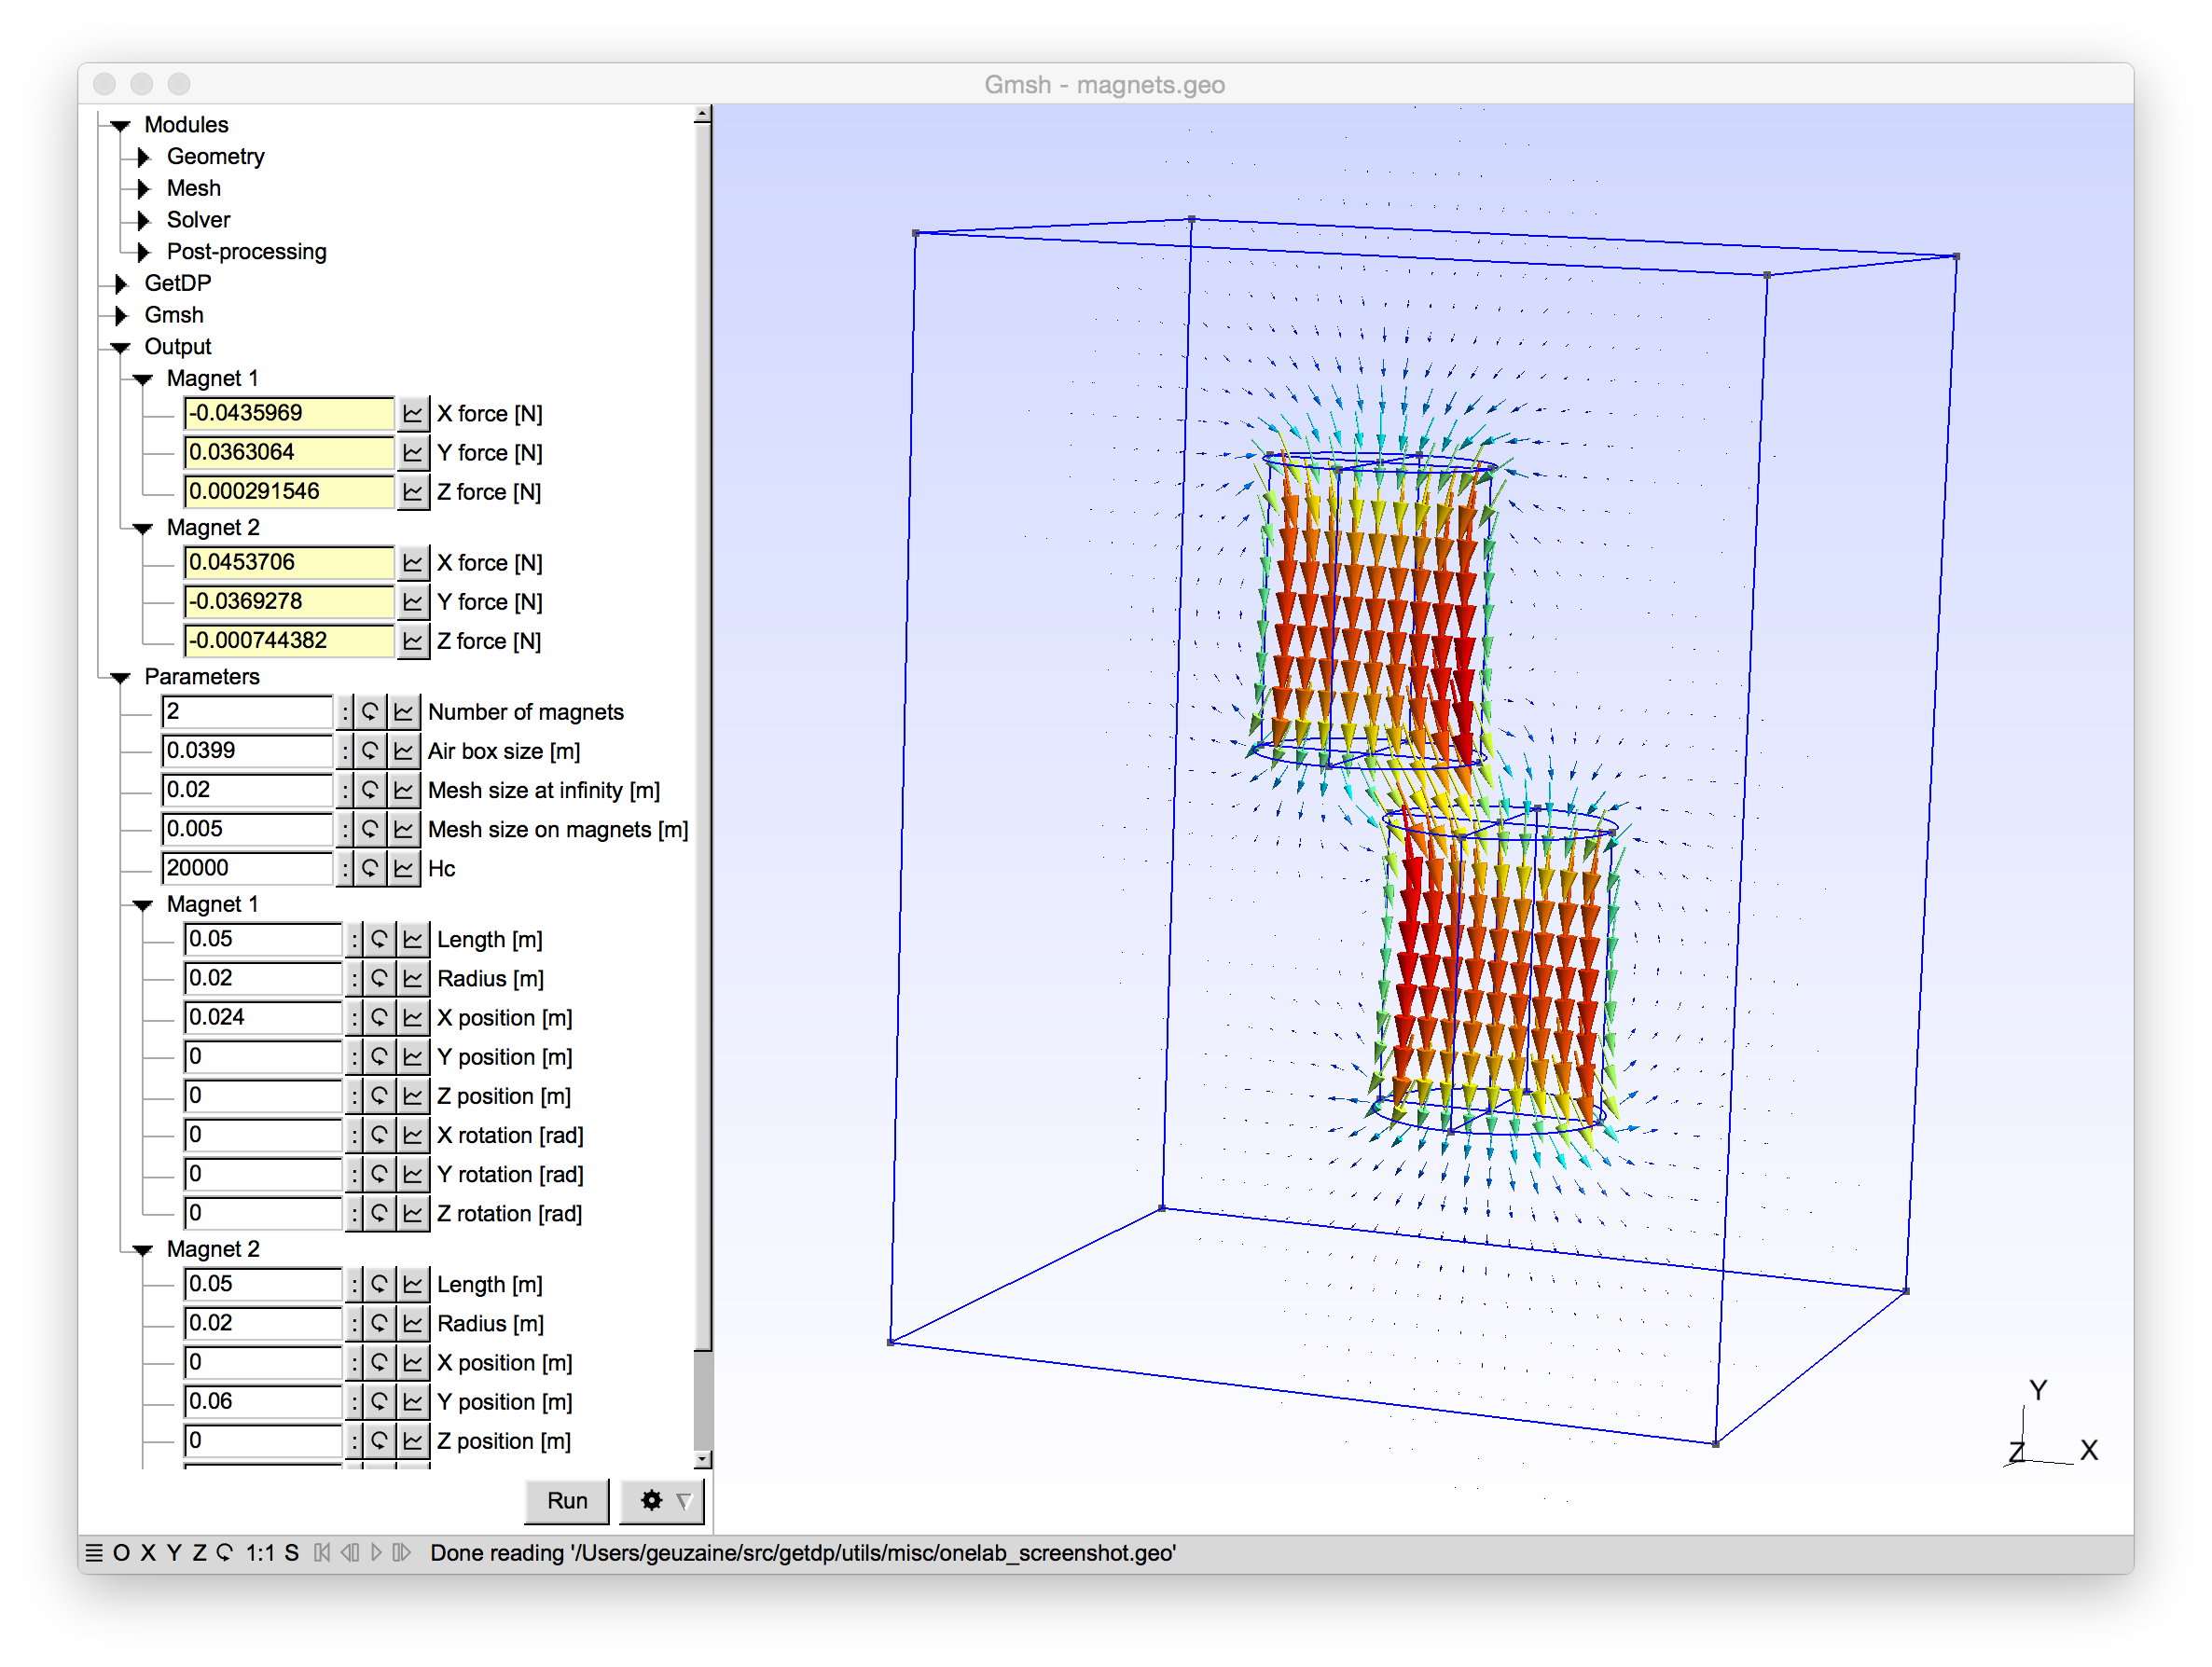 Gmsh - magnets.geo
Modules
Geometry
Mesh
Solver
Post-processing
GetDP
Gmsh
Output
Magnet 1
-0.0435969 X force [N]
0.0363064 Y force [N]
0.000291546 Z force [N]
Magnet 2
0.0453706 X force [N]
-0.0369278 Y force [N]
-0.000744382 Z force [N]
Parameters
2 : Number of magnets
0.0399 : Air box size [m]
0.02 : Mesh size at infinity [m]
0.005 : Mesh size on magnets [m]
20000 : Hc
Magnet 1
0.05 : Length [m]
0.02 : Radius [m]
0.024 : X position [m]
0 : Y position [m]
0 : Z position [m]
0 : X rotation [rad]
0 : Y rotation [rad]
0 : Z rotation [rad]
Magnet 2
0.05 : Length [m]
0.02 : Radius [m]
0 : X position [m]
0.06 : Y position [m]
0 : Z position [m]
Run
Y
Z X
O X Y Z 1:1 S Done reading '/Users/geuzaine/src/getdp/utils/misc/onelab_screenshot.geo'